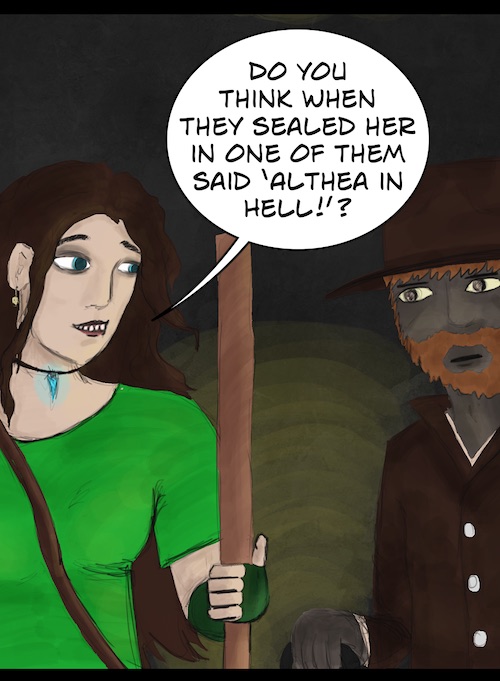 DO YOU
THINK WHEN
THEY SEALED HER
IN ONE OF THEM
SAID 'ALTHEA IN
HELL!'?